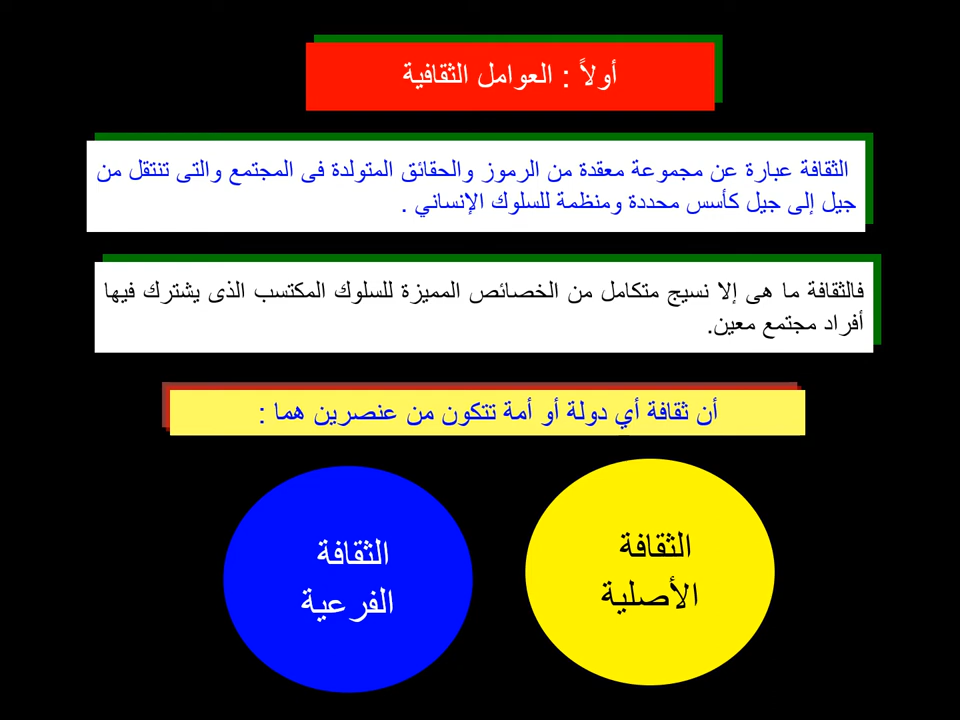 أولاً : العوامل الثقافية
الثقافة عبارة عن مجموعة معقدة من الرموز والحقائق المتولدة فى المجتمع والتى تنتقل من
جيل إلى جيل كأسس محددة ومنظمة للسلوك الإنساني .
فالثقافة ما هى إلا نسيج متكامل من الخصائص المميزة للسلوك المكتسب الذى يشترك فيها
أفراد مجتمع معين.
أن ثقافة أي دولة أو أمة تتكون من عنصرين هما :
الثقافة
الأصلية
الثقافة
الفرعية